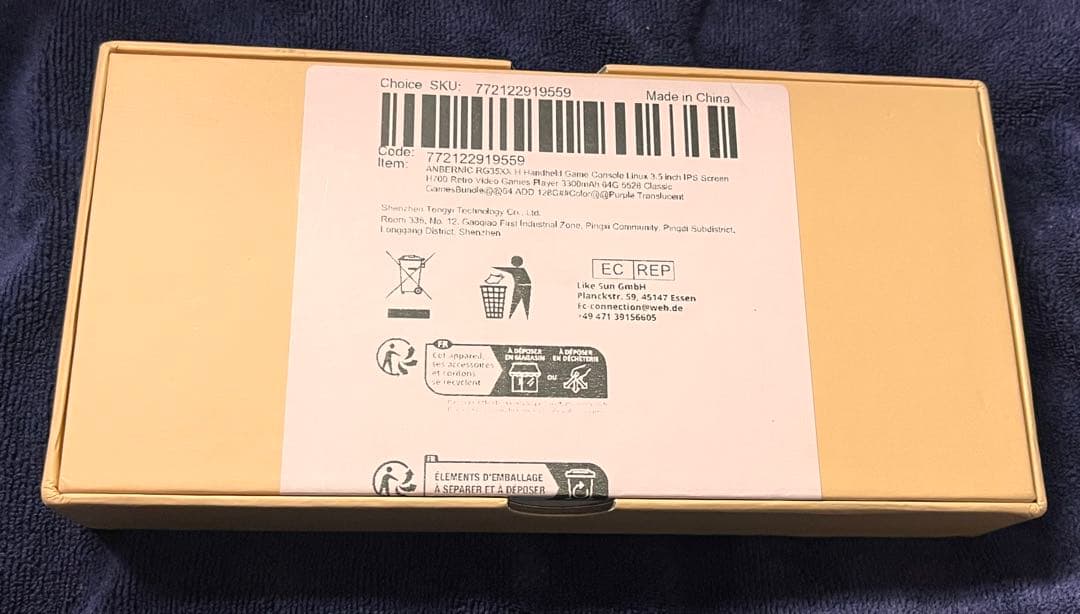 Choice SKU: 772122919559
Made in China
Code: 772122919559
Item: ANBERNIC RG35XX H Handheld Game Console Linux 3.5 inch IPS Screen
H700 Retro Video Games Player 3300mAh 64G 5528 Classic
GamesBundle@@64 ADD 128G##Color@@Purple Translucent
Shenzhen Tongyi Technology Co., Ltd.
Room 336, No. 12, Gaoqiao First Industrial Zone, Pingxi Community, Pingdi Subdistrict,
Longgang District, Shenzhen
EC REP
Like Sun GmbH
Planckstr. 59, 45147 Essen
Ec-connection@web.de
+49 471 39156605
FR
Cet appareil,
ses accessoires
et cordons
se recyclent
À DÉPOSER
EN MAGASIN
OU
À DÉPOSER
EN DÉCHÈTERIE
FR
ÉLÉMENTS D'EMBALLAGE
À SÉPARER ET À DÉPOSER